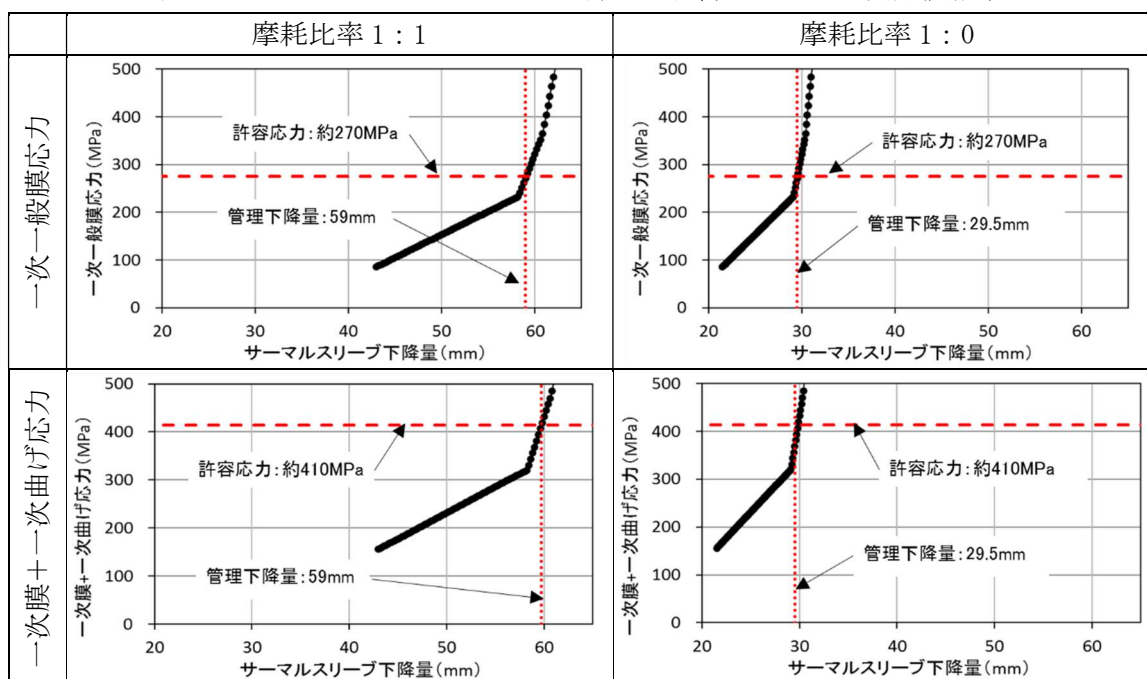 摩耗比率 1：1
摩耗比率 1：0
一次一般膜応力
一次一般膜応力(MPa)
500
400
300
200
100
0
許容応力：約270MPa
管理下降量：59mm
20 30 40 50 60
サーマルスリーブ下降量(mm)
一次一般膜応力(MPa)
500
400
300
200
100
0
許容応力：約270MPa
管理下降量：29.5mm
20 30 40 50 60
サーマルスリーブ下降量(mm)
一次膜＋一次曲げ応力
一次膜+一次曲げ応力(MPa)
500
400
300
200
100
0
許容応力：約410MPa
管理下降量：59mm
20 30 40 50 60
サーマルスリーブ下降量(mm)
一次膜+一次曲げ応力(MPa)
500
400
300
200
100
0
許容応力：約410MPa
管理下降量：29.5mm
20 30 40 50 60
サーマルスリーブ下降量(mm)